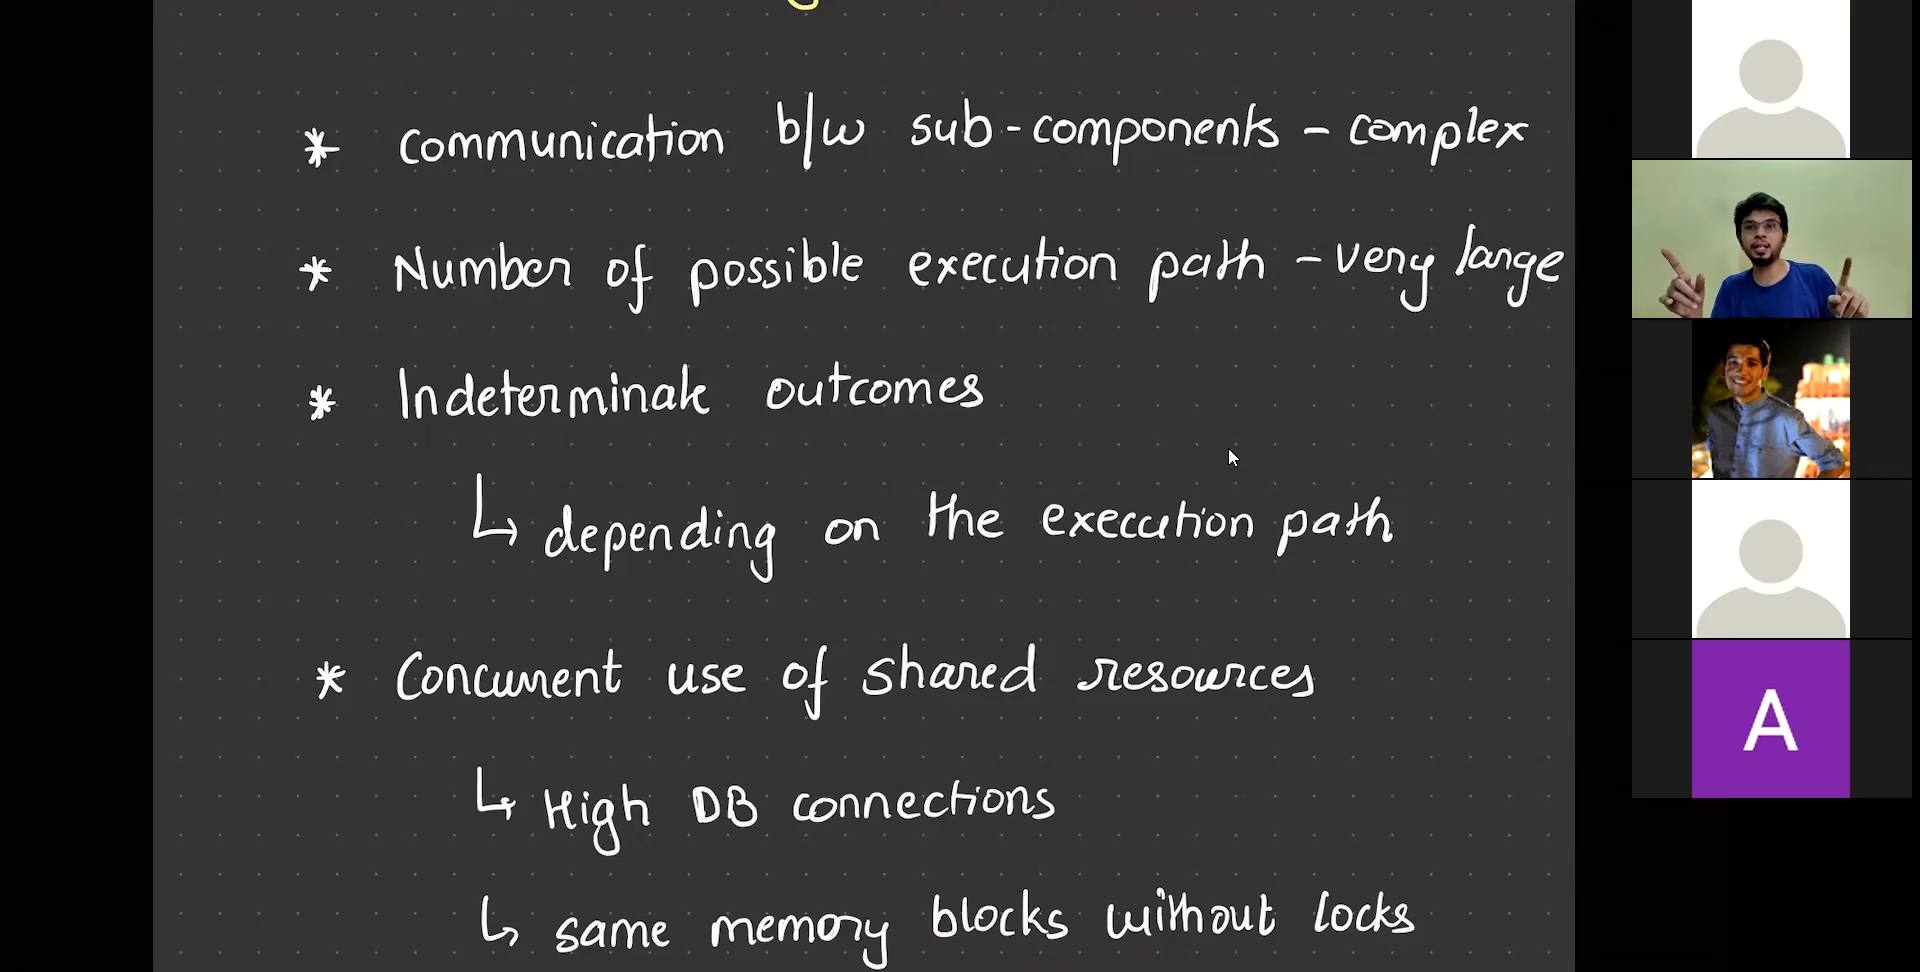 * communication b/w sub-components - complex
* Number of possible execution path - very large
* Indeterminate outcomes
↳ depending on the execution path
* Concurrent use of shared resources
↳ High DB connections
↳ same memory blocks without locks
A